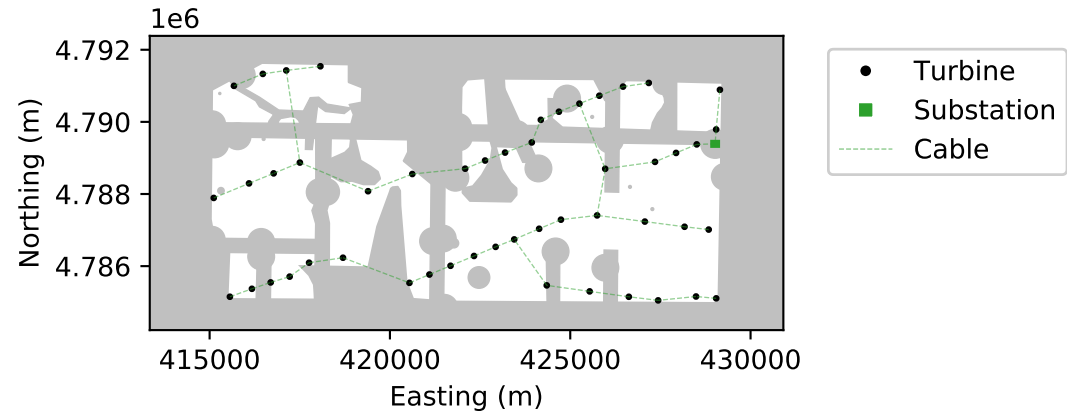 1e6
4.792
4.790
4.788
4.786
Northing (m)
415000 420000 425000 430000
Easting (m)
Turbine
Substation
Cable